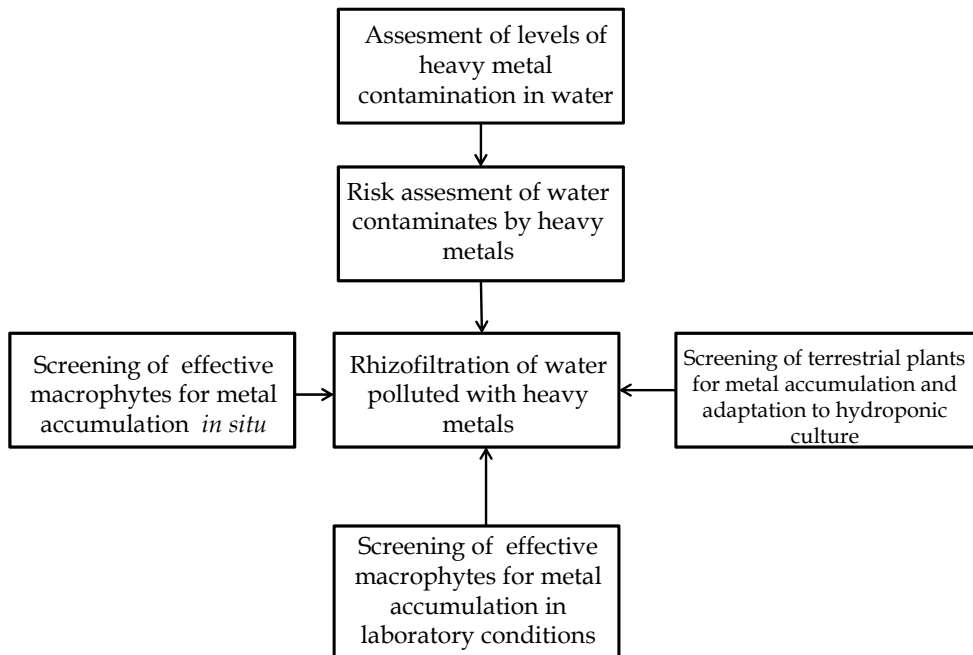 Assesment of levels of
heavy metal
contamination in water
Risk assesment of water
contaminates by heavy
metals
Screening of effective
macrophytes for metal
accumulation in situ
Rhizofiltration of water
polluted with heavy
metals
Screening of terrestrial plants
for metal accumulation and
adaptation to hydroponic
culture
Screening of effective
macrophytes for metal
accumulation in
laboratory conditions